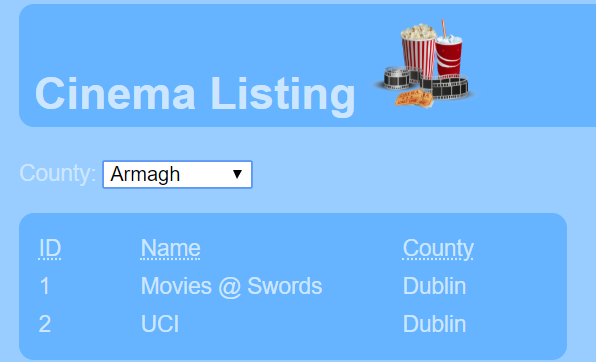 Cinema Listing
County: Armagh
ID Name County
1 Movies @ Swords Dublin
2 UCI Dublin